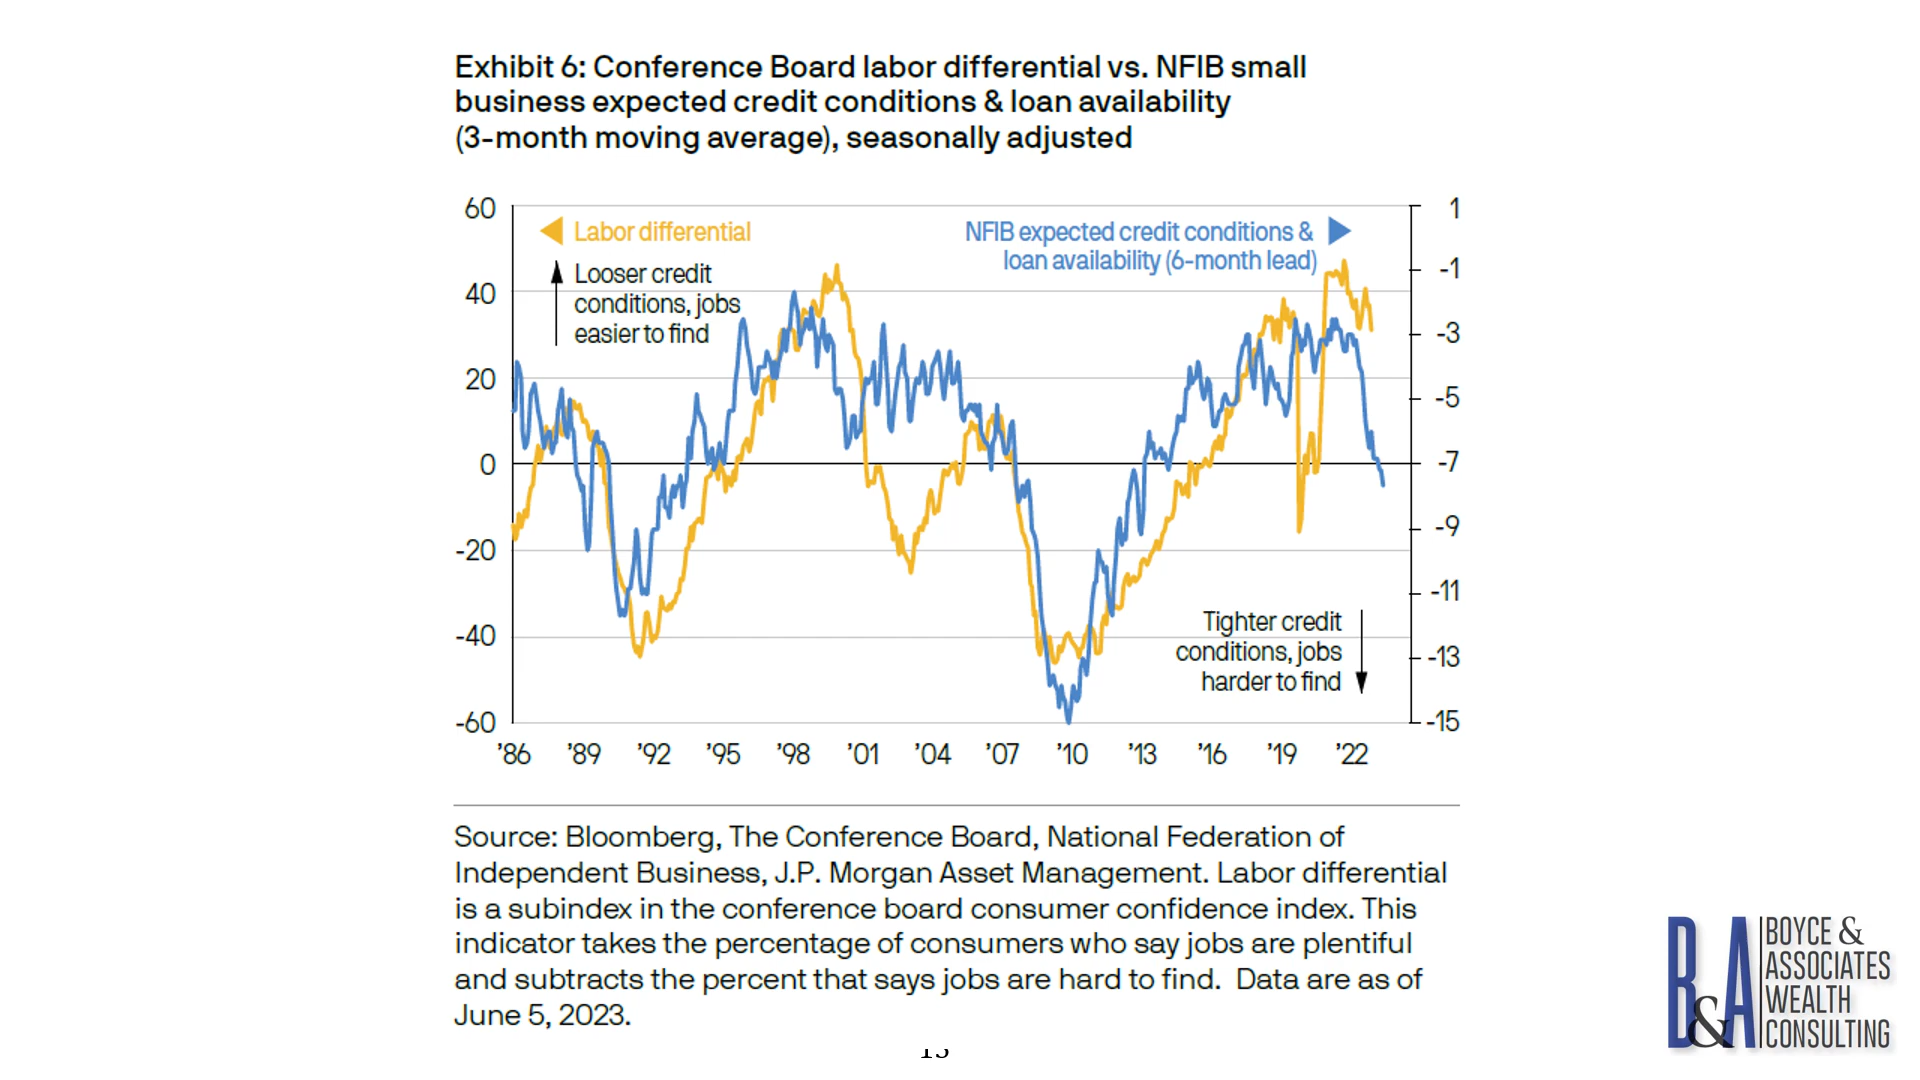 Exhibit 6: Conference Board labor differential vs. NFIB small
business expected credit conditions & loan availability
(3-month moving average), seasonally adjusted
60
40
20
0
-20
-40
-60
Labor differential
Looser credit
conditions, jobs
easier to find
NFIB expected credit conditions &
loan availability (6-month lead)
Tighter credit
conditions, jobs
harder to find
1
-1
-3
-5
-7
-9
-11
-13
-15
'86 '89 '92 '95 '98 '01 '04 '07 '10 '13 '16 '19 '22
Source: Bloomberg, The Conference Board, National Federation of
Independent Business, J.P. Morgan Asset Management. Labor differential
is a subindex in the conference board consumer confidence index. This
indicator takes the percentage of consumers who say jobs are plentiful
and subtracts the percent that says jobs are hard to find. Data are as of
June 5, 2023.
B&A
BOYCE &
ASSOCIATES
WEALTH
CONSULTING